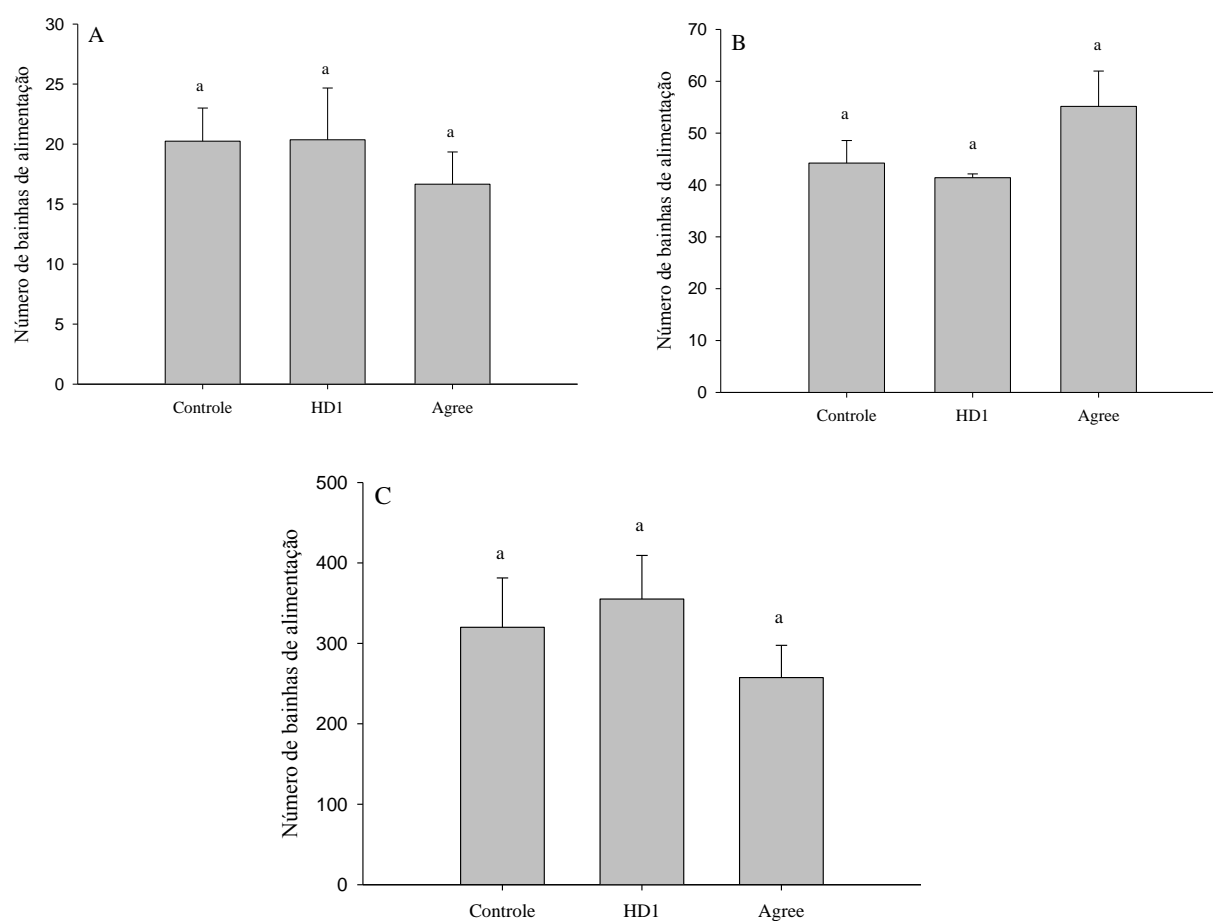 A
Número de bainhas de alimentação
30
25
20
15
10
5
0
a
a
a
Controle
HD1
Agree
B
Número de bainhas de alimentação
70
60
50
40
30
20
10
0
a
a
a
Controle
HD1
Agree
C
Número de bainhas de alimentação
500
400
300
200
100
0
a
a
a
Controle
HD1
Agree